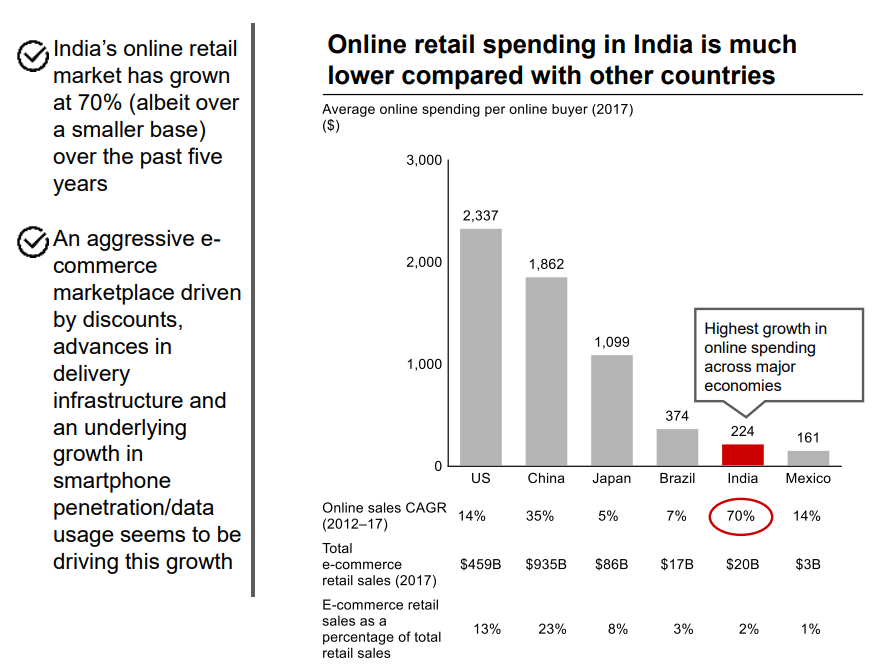 India’s online retail
market has grown
at 70% (albeit over
a smaller base)
over the past five
years
An aggressive e-
commerce
marketplace driven
by discounts,
advances in
delivery
infrastructure and
an underlying
growth in
smartphone
penetration/data
usage seems to be
driving this growth
Online retail spending in India is much
lower compared with other countries
Average online spending per online buyer (2017)
($)
3,000
2,000
1,000
0
2,337
1,862
1,099
374
224
161
Highest growth in
online spending
across major
economies
US China Japan Brazil India Mexico
Online sales CAGR
(2012–17)
14% 35% 5% 7% 70% 14%
Total
e-commerce
retail sales (2017)
$459B $935B $86B $17B $20B $3B
E-commerce retail
sales as a
percentage of total
retail sales
13% 23% 8% 3% 2% 1%